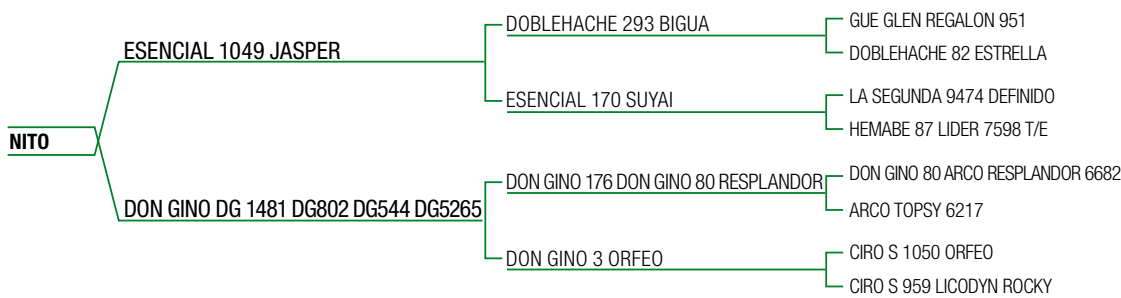 NITO
ESENCIAL 1049 JASPER
DOBLEHACHE 293 BIGUA
GUE GLEN REGALON 951
DOBLEHACHE 82 ESTRELLA
ESENCIAL 170 SUYAI
LA SEGUNDA 9474 DEFINIDO
HEMABE 87 LIDER 7598 T/E
DON GINO DG 1481 DG802 DG544 DG5265
DON GINO 176 DON GINO 80 RESPLANDOR
DON GINO 80 ARCO RESPLANDOR 6682
ARCO TOPSY 6217
DON GINO 3 ORFEO
CIRO S 1050 ORFEO
CIRO S 959 LICODYN ROCKY